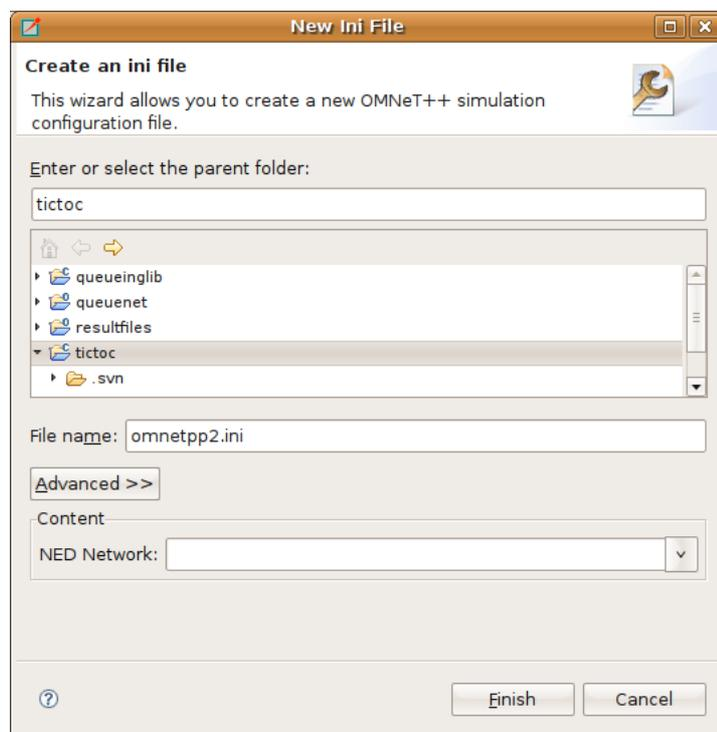 New Ini File
Create an ini file
This wizard allows you to create a new OMNeT++ simulation
configuration file.
Enter or select the parent folder:
tictoc
queueinglib
queuenet
resultfiles
tictoc
.svn
File name: omnetpp2.ini
Advanced >>
Content
NED Network:
Finish Cancel